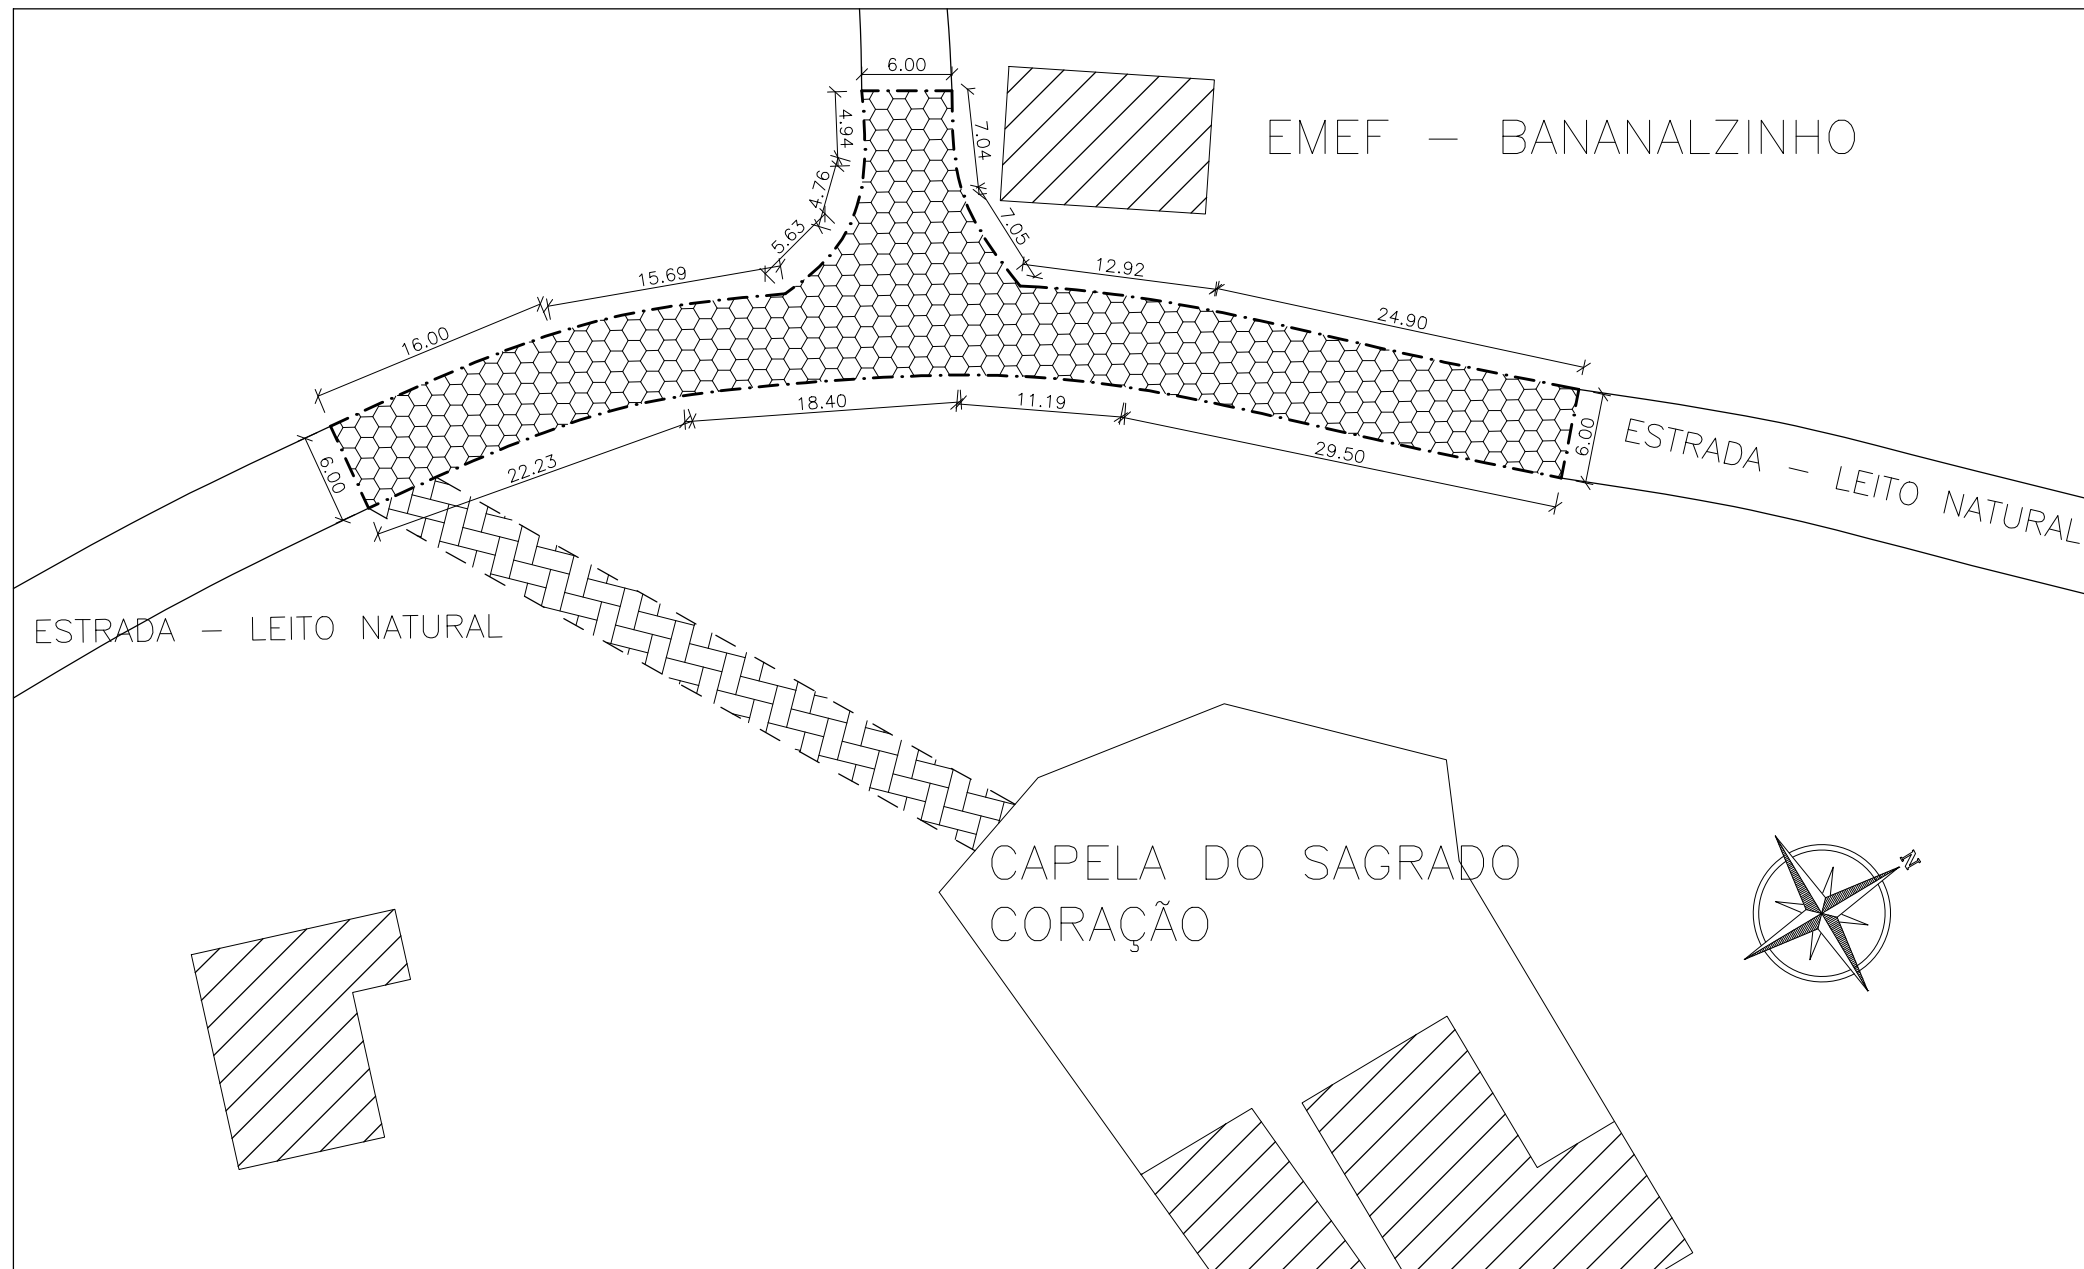 6.00
4.94
7.04
EMEF - BANANALZINHO
4.76
7.05
5.63
15.69
12.92
16.00
24.90
18.40
11.19
6.00
22.23
29.50
6.00
ESTRADA - LEITO NATURAL
ESTRADA - LEITO NATURAL
CAPELA DO SAGRADO
CORAÇÃO
N